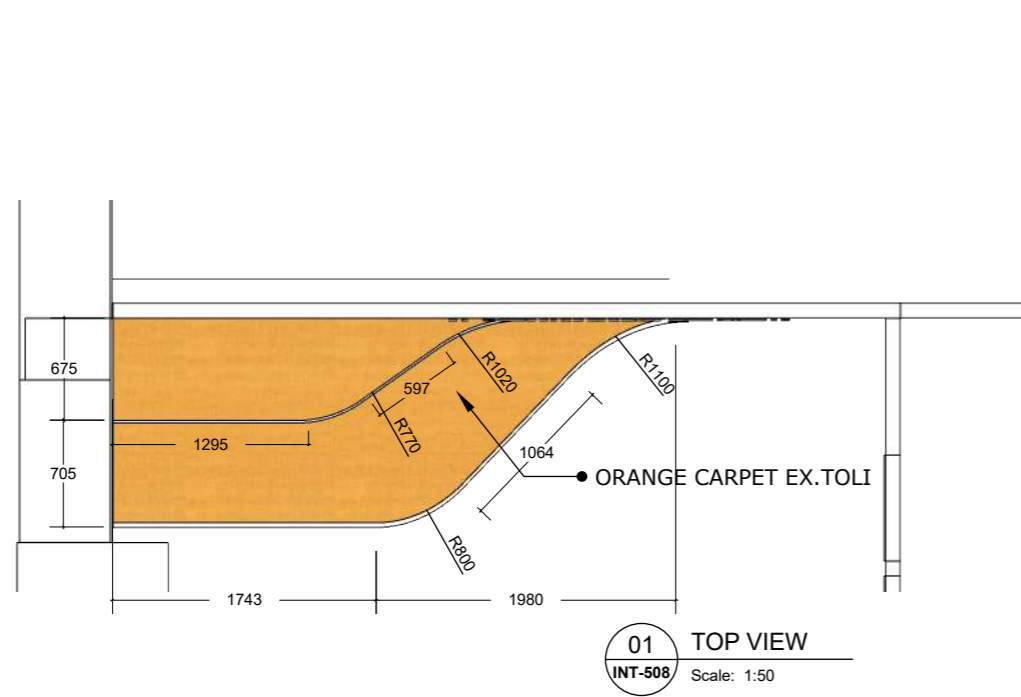 675
R1020
R1100
597
R770
1295
1064
705
ORANGE CARPET EX.TOLI
R800
1743
1980
01
TOP VIEW
INT-508
Scale: 1:50